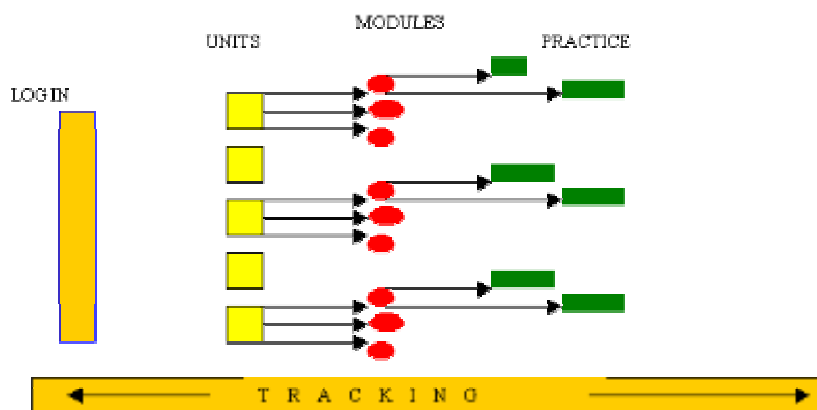 MODULES
UNITS
PRACTICE
LOGIN
TRACKING